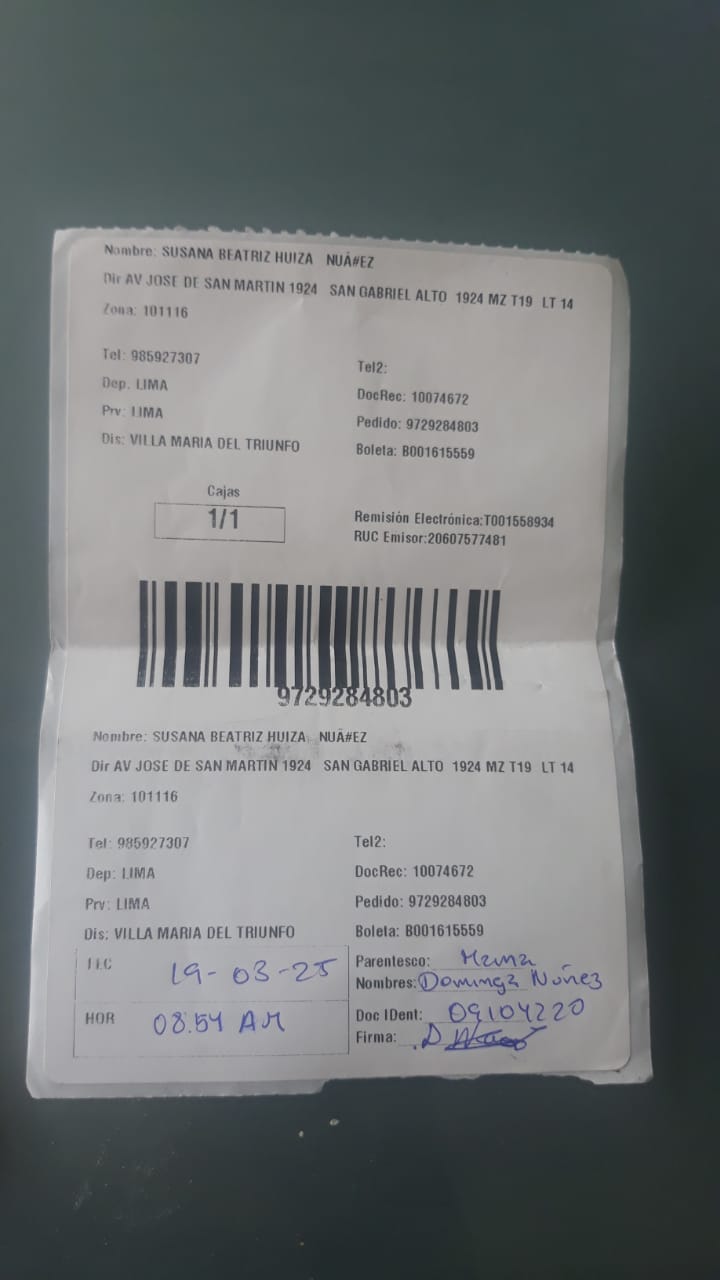 Nombre: SUSANA BEATRIZ HUIZA NUÃ#EZ
Dir AV JOSE DE SAN MARTIN 1924 SAN GABRIEL ALTO 1924 MZ T19 LT 14
Zona: 101116
Tel: 985927307
Tel2:
Dep. LIMA
DocRec: 10074672
Prv: LIMA
Pedido: 9729284803
Dis: VILLA MARIA DEL TRIUNFO
Boleta: B001615559
Cajas
1/1
Remisión Electrónica:T001558934
RUC Emisor:20607577481
9729284803
Nombre: SUSANA BEATRIZ HUIZA NUÃ#EZ
Dir AV JOSE DE SAN MARTIN 1924 SAN GABRIEL ALTO 1924 MZ T19 LT 14
Zona: 101116
Tel: 985927307
Tel2:
Dep: LIMA
DocRec: 10074672
Prv: LIMA
Pedido: 9729284803
Dis: VILLA MARIA DEL TRIUNFO
Boleta: B001615559
19-03-25
Parentesco: Mama
Nombres: Dominga Nuñez
HOR 08:54 AM
Doc IDent: 09104220
Firma: